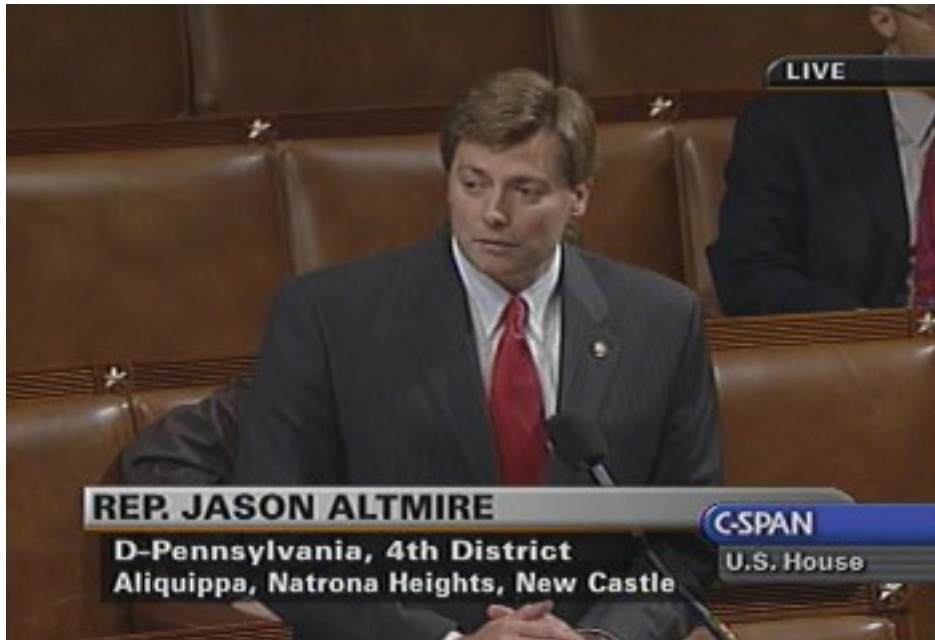 LIVE
REP. JASON ALTMIRE
C-SPAN
D-Pennsylvania, 4th District
U.S. House
Aliquippa, Natrona Heights, New Castle